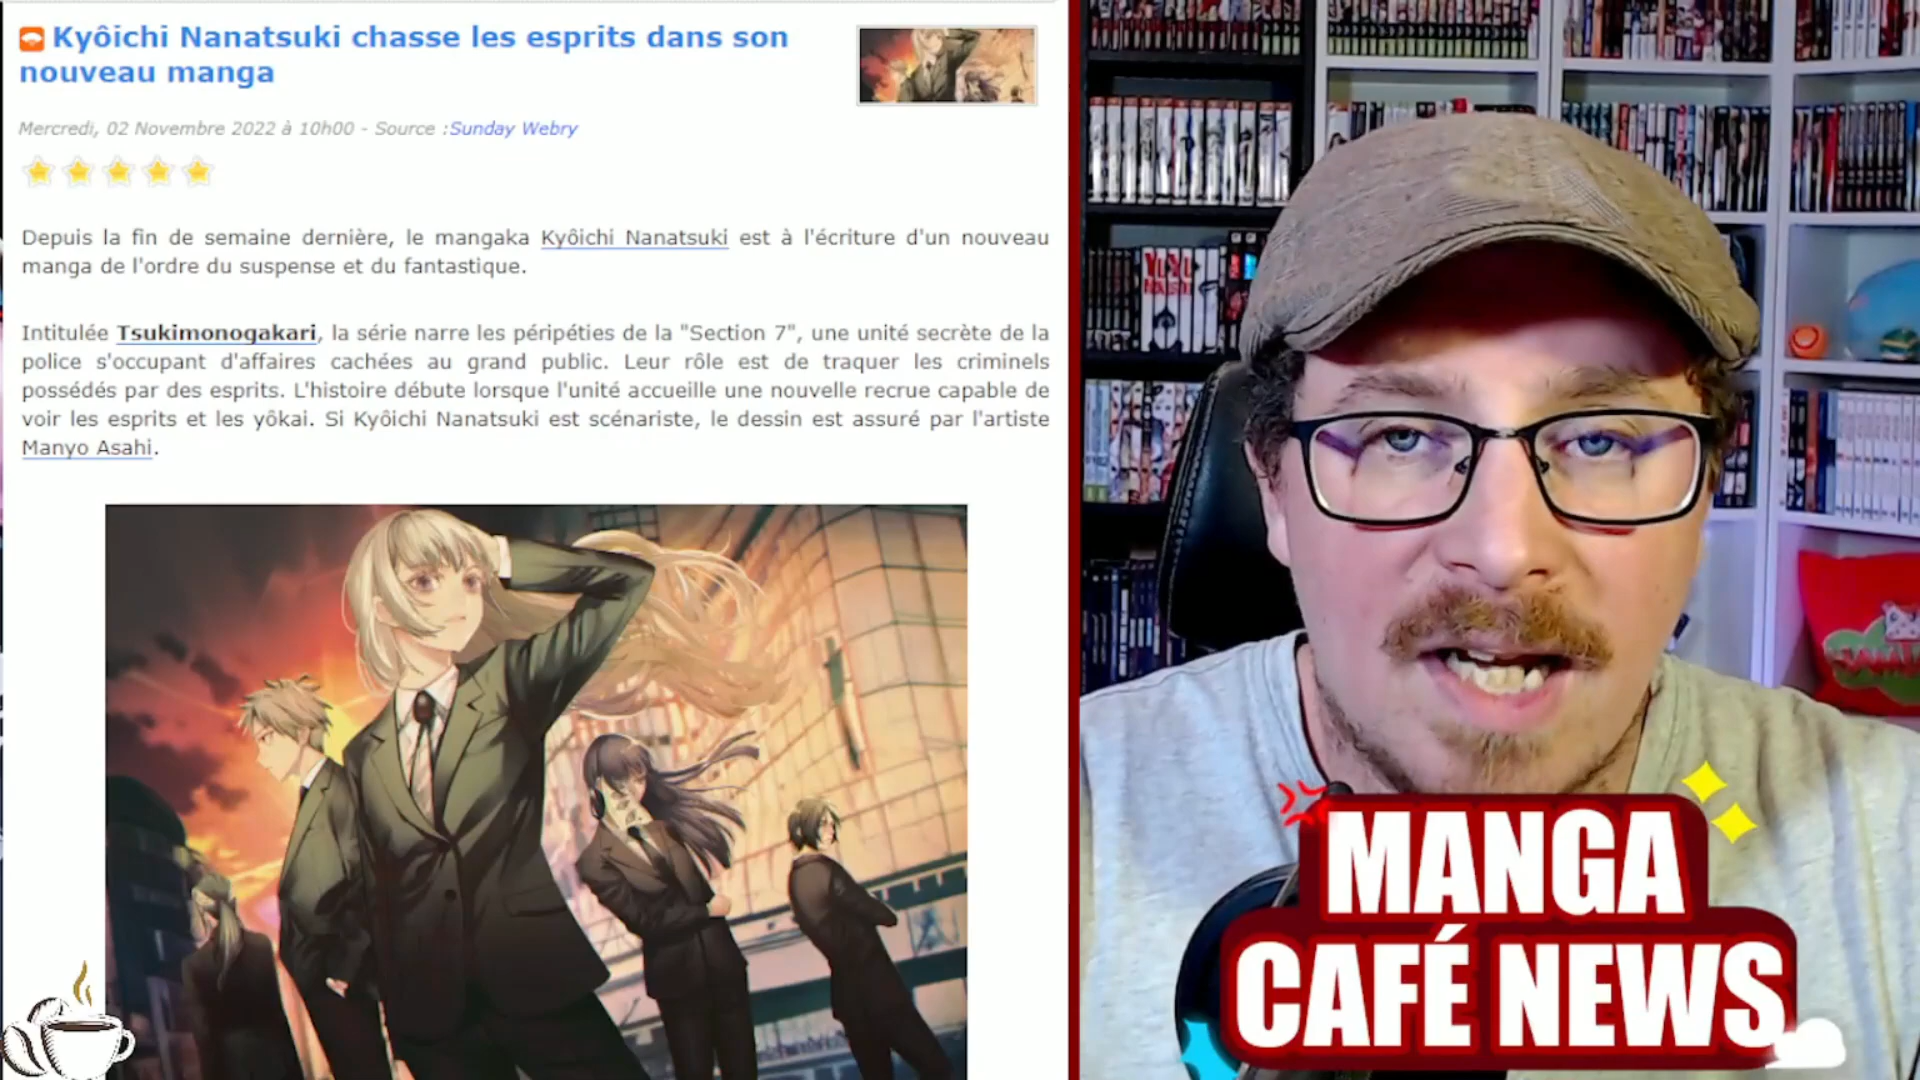 Kyôichi Nanatsuki chasse les esprits dans son
nouveau manga
Mercredi, 02 Novembre 2022 à 10h00 - Source :Sunday Webry
Depuis la fin de semaine dernière, le mangaka Kyôichi Nanatsuki est à l'écriture d'un nouveau
manga de l'ordre du suspense et du fantastique.
Intitulée Tsukimonogakari, la série narre les péripéties de la "Section 7", une unité secrète de la
police s'occupant d'affaires cachées au grand public. Leur rôle est de traquer les criminels
possédés par des esprits. L'histoire débute lorsque l'unité accueille une nouvelle recrue capable de
voir les esprits et les yôkai. Si Kyôichi Nanatsuki est scénariste, le dessin est assuré par l'artiste
Manyo Asahi.
MANGA
CAFÉ NEWS